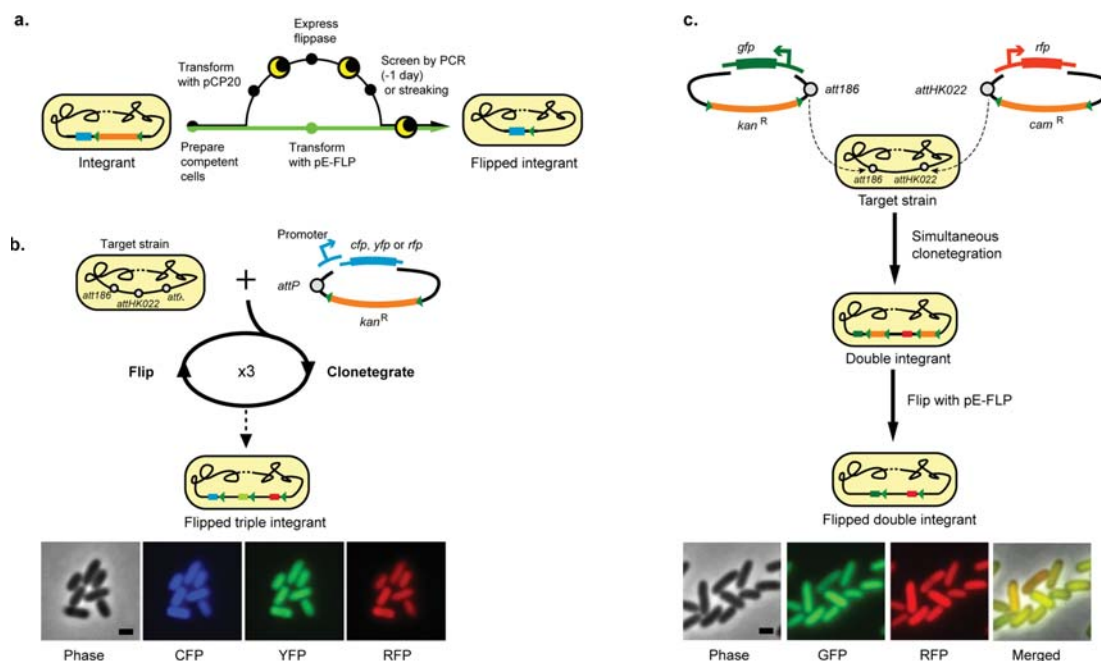 a.
Express
flippase
Transform
with pCP20
Screen by PCR
(-1 day)
or streaking
Integrant
Prepare
competent
cells
Transform
with pE-FLP
Flipped integrant
b.
Target strain
att186
attHK022
attλ
+
Promoter
cfp, yfp or rfp
attP
kan R
Flip
x3
Clonetegrate
Flipped triple integrant
Phase
CFP
YFP
RFP
c.
gfp
rfp
att186
attHK022
kan R
cam R
att186
attHK022
Target strain
Simultaneous
clonetegration
Double integrant
Flip with pE-FLP
Flipped double integrant
Phase
GFP
RFP
Merged